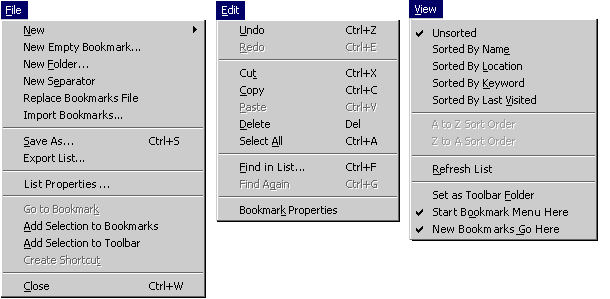 File
New
New Empty Bookmark...
New Folder...
New Separator
Replace Bookmarks File
Import Bookmarks...
Save As... Ctrl+S
Export List...
List Properties ...
Go to Bookmark
Add Selection to Bookmarks
Add Selection to Toolbar
Create Shortcut
Close Ctrl+W
Edit
Undo Ctrl+Z
Redo Ctrl+E
Cut Ctrl+X
Copy Ctrl+C
Paste Ctrl+V
Delete Del
Select All Ctrl+A
Find in List... Ctrl+F
Find Again Ctrl+G
Bookmark Properties
View
Unsorted
Sorted By Name
Sorted By Location
Sorted By Keyword
Sorted By Last Visited
A to Z Sort Order
Z to A Sort Order
Refresh List
Set as Toolbar Folder
Start Bookmark Menu Here
New Bookmarks Go Here